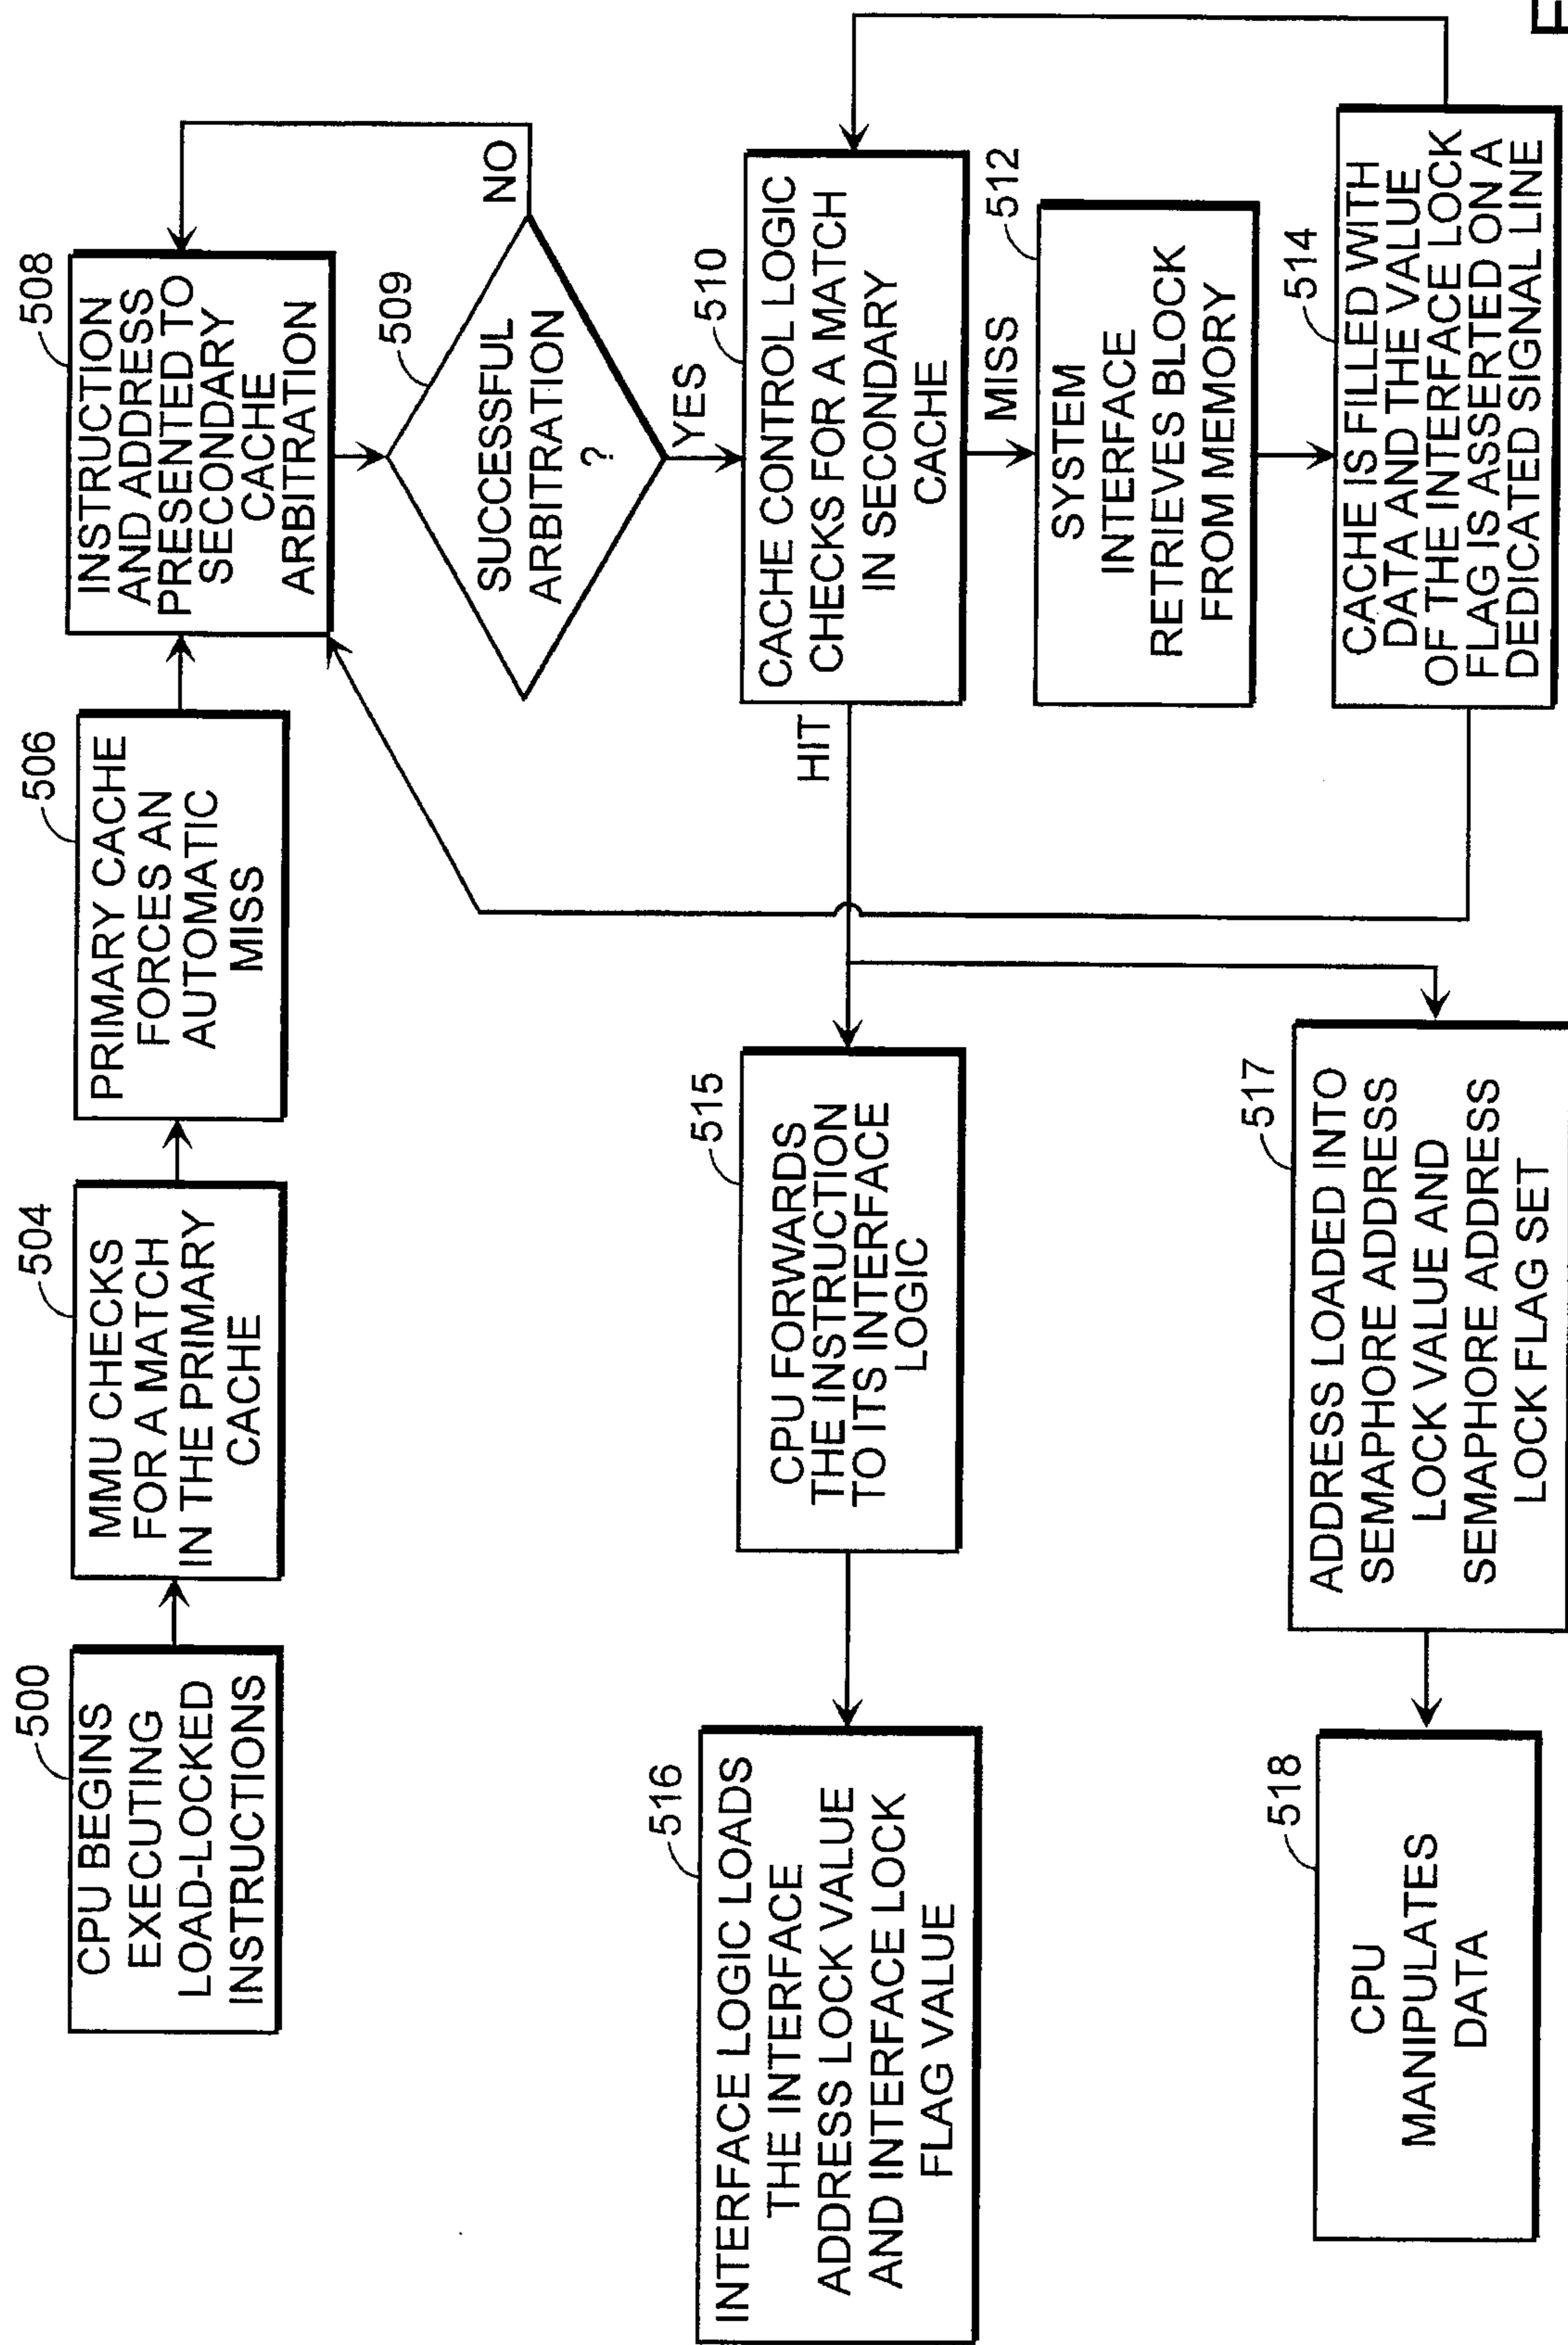 500
CPU BEGINS
EXECUTING
LOAD-LOCKED
INSTRUCTIONS
504
MMU CHECKS
FOR A MATCH
IN THE PRIMARY
CACHE
506
PRIMARY CACHE
FORCES AN
AUTOMATIC
MISS
508
INSTRUCTION
AND ADDRESS
PRESENTED TO
SECONDARY
CACHE
ARBITRATION
509
SUCCESSFUL
ARBITRATION
?
NO
YES
510
CACHE CONTROL LOGIC
CHECKS FOR A MATCH
IN SECONDARY
CACHE
HIT
MISS
512
SYSTEM
INTERFACE
RETRIEVES BLOCK
FROM MEMORY
514
CACHE IS FILLED WITH
DATA AND THE VALUE
OF THE INTERFACE LOCK
FLAG IS ASSERTED ON A
DEDICATED SIGNAL LINE
515
CPU FORWARDS
THE INSTRUCTION
TO ITS INTERFACE
LOGIC
516
INTERFACE LOGIC LOADS
THE INTERFACE
ADDRESS LOCK VALUE
AND INTERFACE LOCK
FLAG VALUE
517
ADDRESS LOADED INTO
SEMAPHORE ADDRESS
LOCK VALUE AND
SEMAPHORE ADDRESS
LOCK FLAG SET
518
CPU
MANIPULATES
DATA